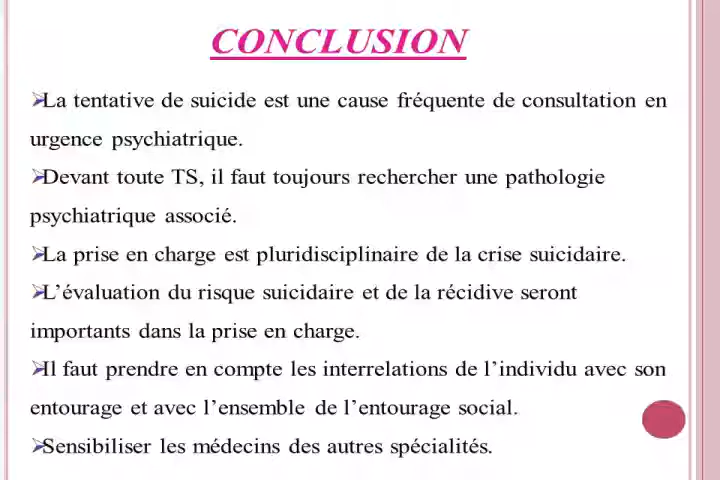 CONCLUSION
➢La tentative de suicide est une cause fréquente de consultation en
urgence psychiatrique.
➢Devant toute TS, il faut toujours rechercher une pathologie
psychiatrique associé.
➢La prise en charge est pluridisciplinaire de la crise suicidaire.
➢L’évaluation du risque suicidaire et de la récidive seront
importants dans la prise en charge.
➢Il faut prendre en compte les interrelations de l’individu avec son
entourage et avec l’ensemble de l’entourage social.
➢Sensibiliser les médecins des autres spécialités.